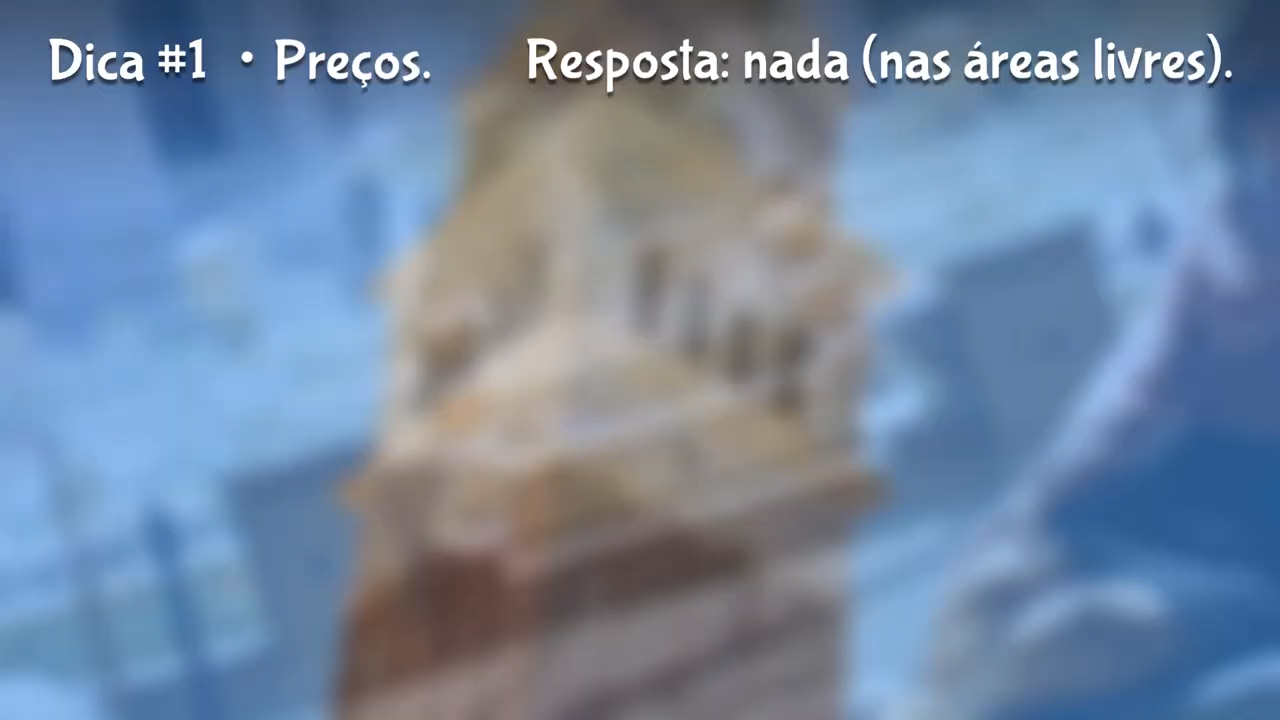 Dica #1 • Preços. Resposta: nada (nas áreas livres).